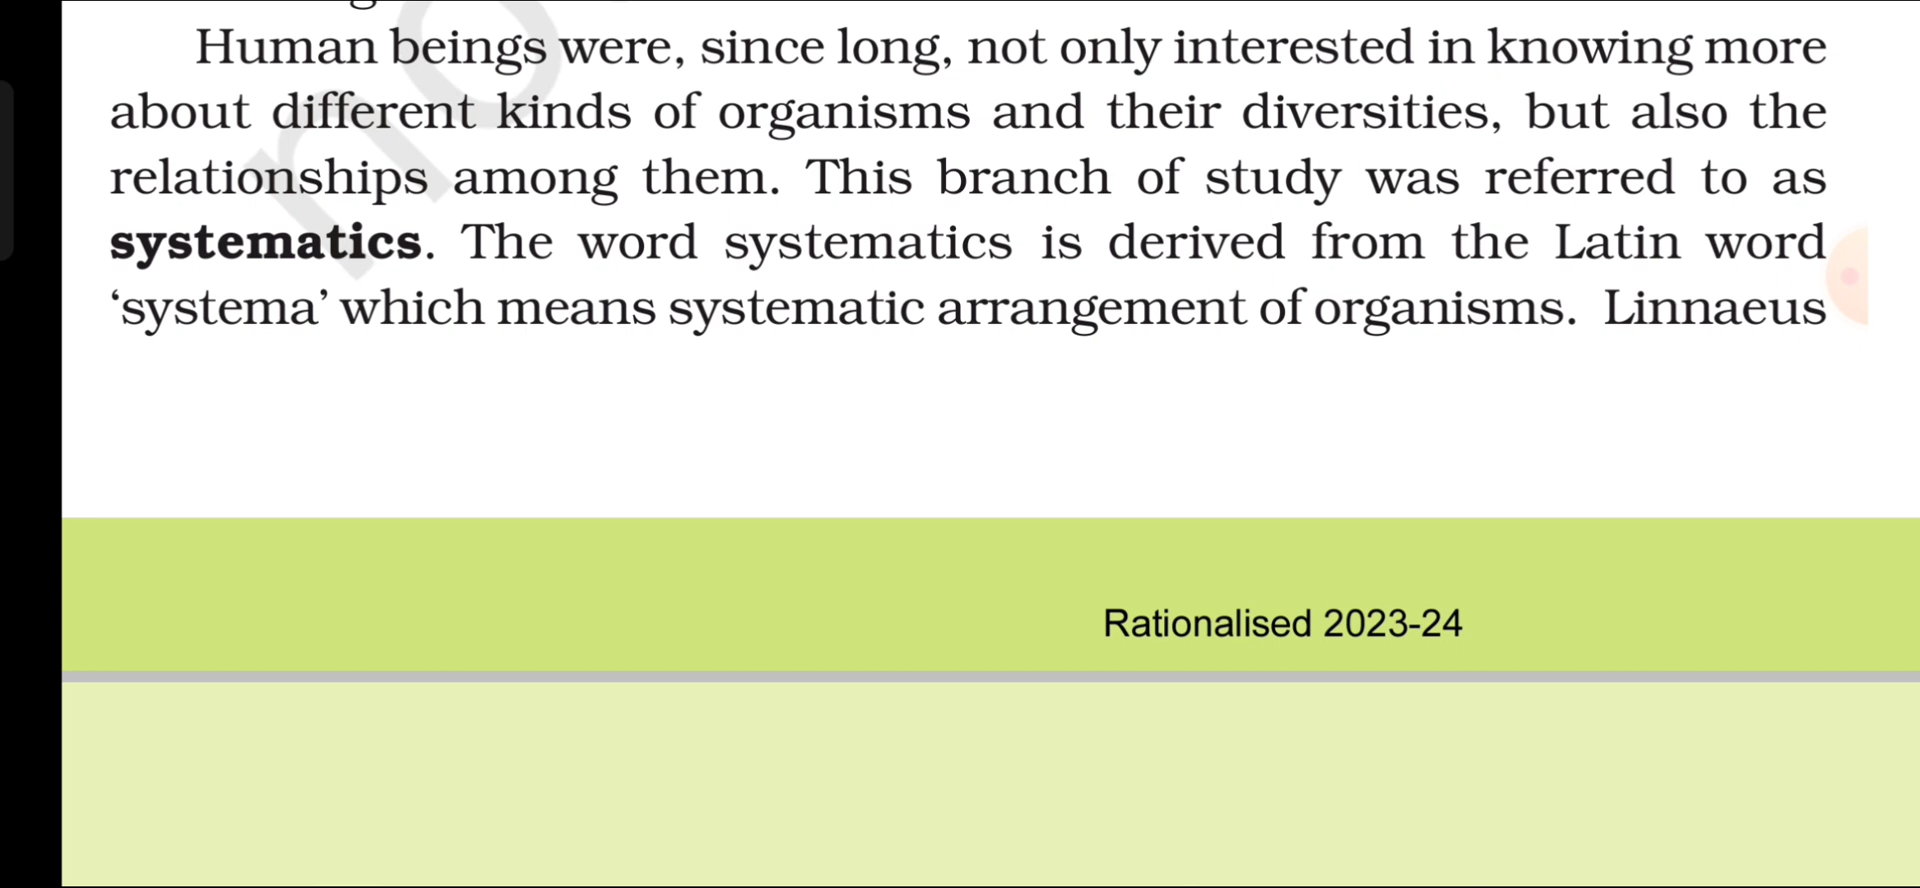 Human beings were, since long, not only interested in knowing more
about different kinds of organisms and their diversities, but also the
relationships among them. This branch of study was referred to as
systematics. The word systematics is derived from the Latin word
‘systema’ which means systematic arrangement of organisms. Linnaeus
Rationalised 2023-24